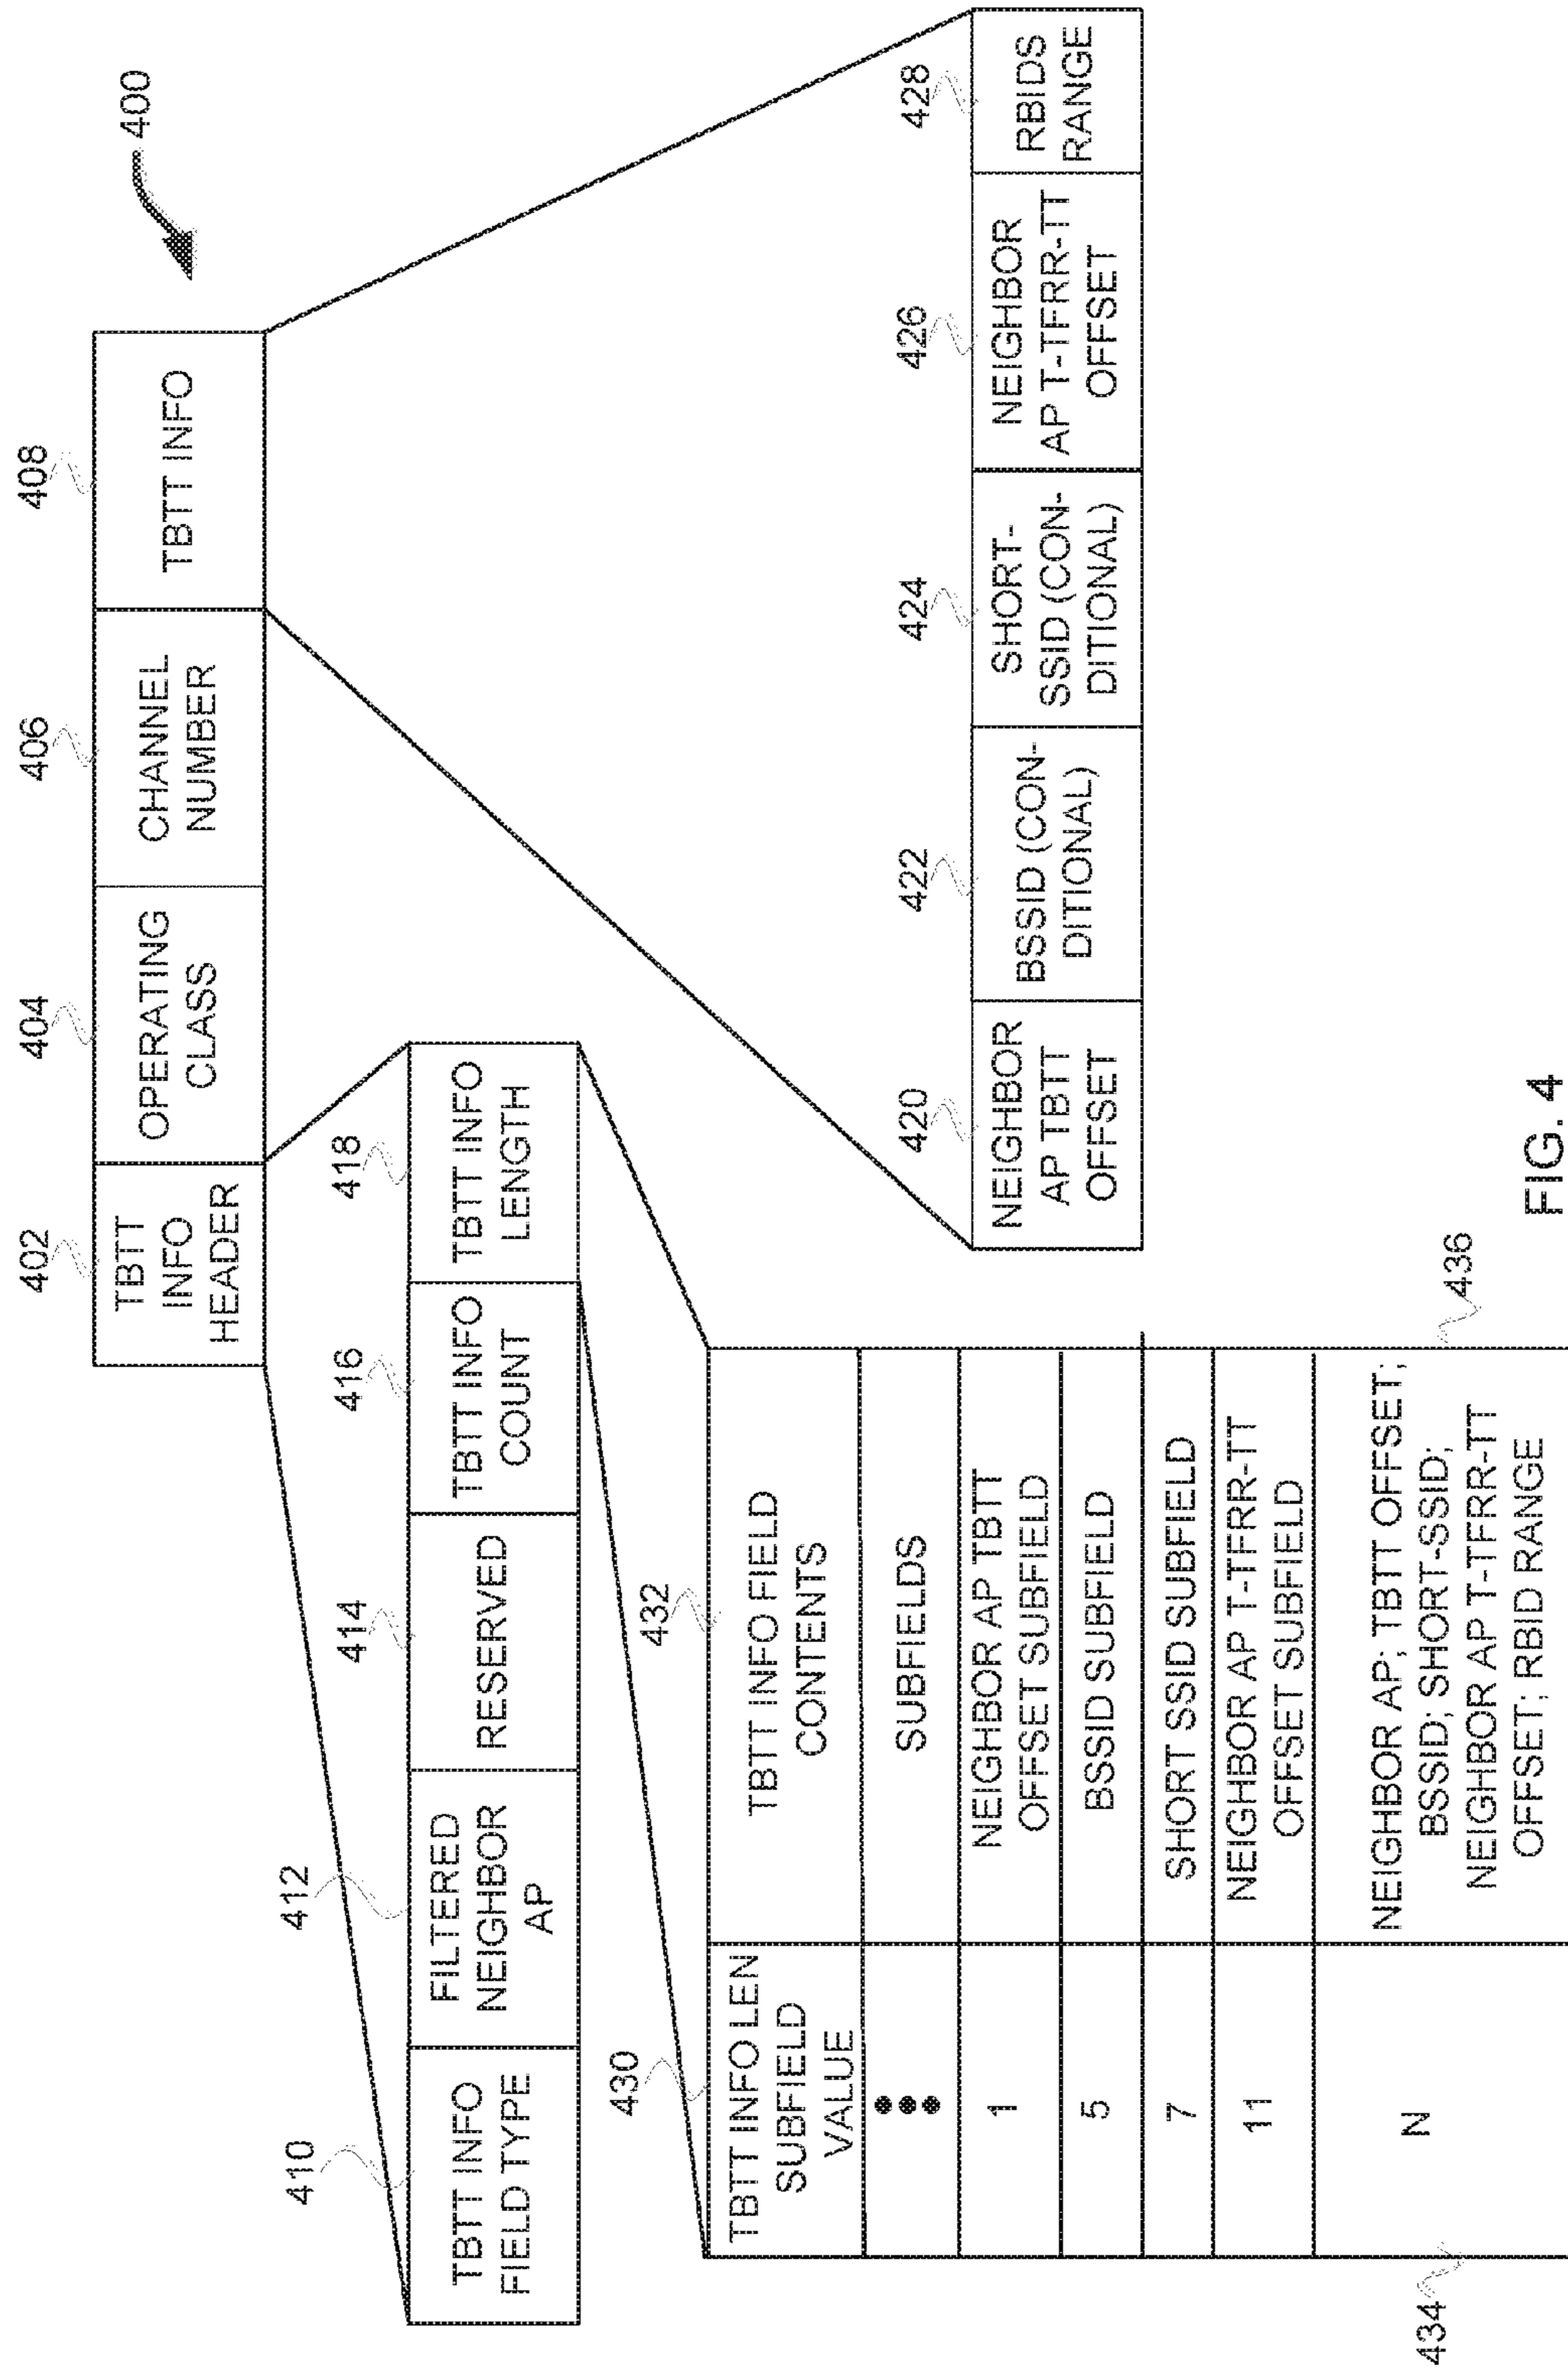 400
402
404
406
408
TBTT
INFO
HEADER
OPERATING
CLASS
CHANNEL
NUMBER
TBTT INFO
410
412
414
416
418
TBTT INFO
FIELD TYPE
FILTERED
NEIGHBOR
AP
RESERVED
TBTT INFO
COUNT
TBTT INFO
LENGTH
430
432
TBTT INFO LEN
SUBFIELD
VALUE
TBTT INFO FIELD
CONTENTS
SUBFIELDS
1
NEIGHBOR AP TBTT
OFFSET SUBFIELD
5
BSSID SUBFIELD
7
SHORT SSID SUBFIELD
11
NEIGHBOR AP T-TFRR-TT
OFFSET SUBFIELD
N
NEIGHBOR AP; TBTT OFFSET;
BSSID; SHORT-SSID;
NEIGHBOR AP T-TFRR-TT
OFFSET; RBID RANGE
434
436
420
422
424
426
428
NEIGHBOR
AP TBTT
OFFSET
BSSID (CON-
DITIONAL)
SHORT-
SSID (CON-
DITIONAL)
NEIGHBOR
AP T-TFRR-TT
OFFSET
RBIDS
RANGE
FIG. 4